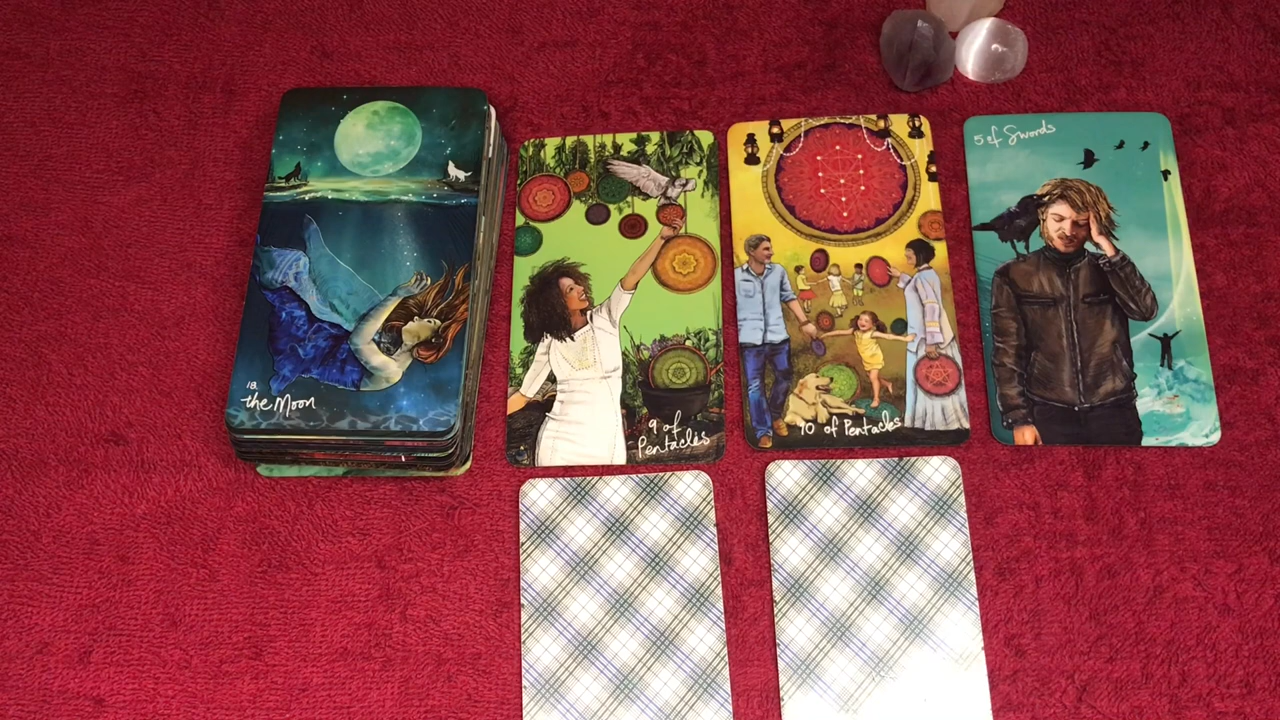 18.
the Moon
9 of
Pentacles
10 of Pentacles
5 of Swords